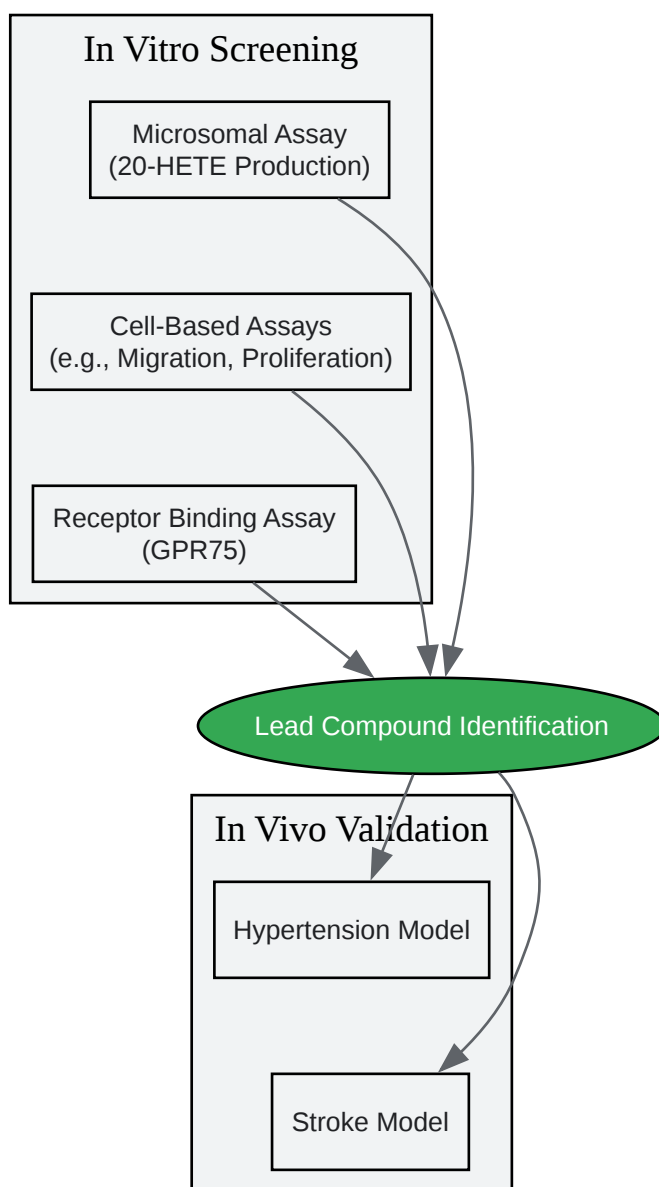 In Vitro Screening
Microsomal Assay
(20-HETE Production)
Cell-Based Assays
(e.g., Migration, Proliferation)
Receptor Binding Assay
(GPR75)
Lead Compound Identification
In Vivo Validation
Hypertension Model
Stroke Model